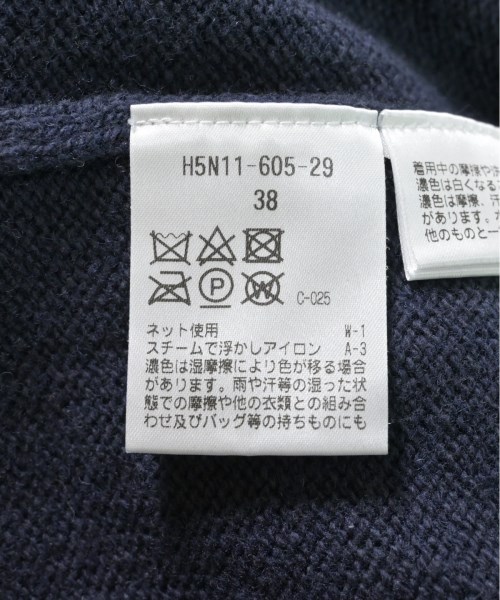 H5N11-605-29
38
P
W
C-025
ネット使用 W-1
スチームで浮かしアイロン A-3
濃色は湿摩擦により色が移る場合
があります。雨や汗等の湿った状
態での摩擦や他の衣類との組み合
わせ及びバッグ等の持ちものにも
着用中の摩擦や
濃色は白くなる
濃色は摩擦、汗
があります。
他のものと一